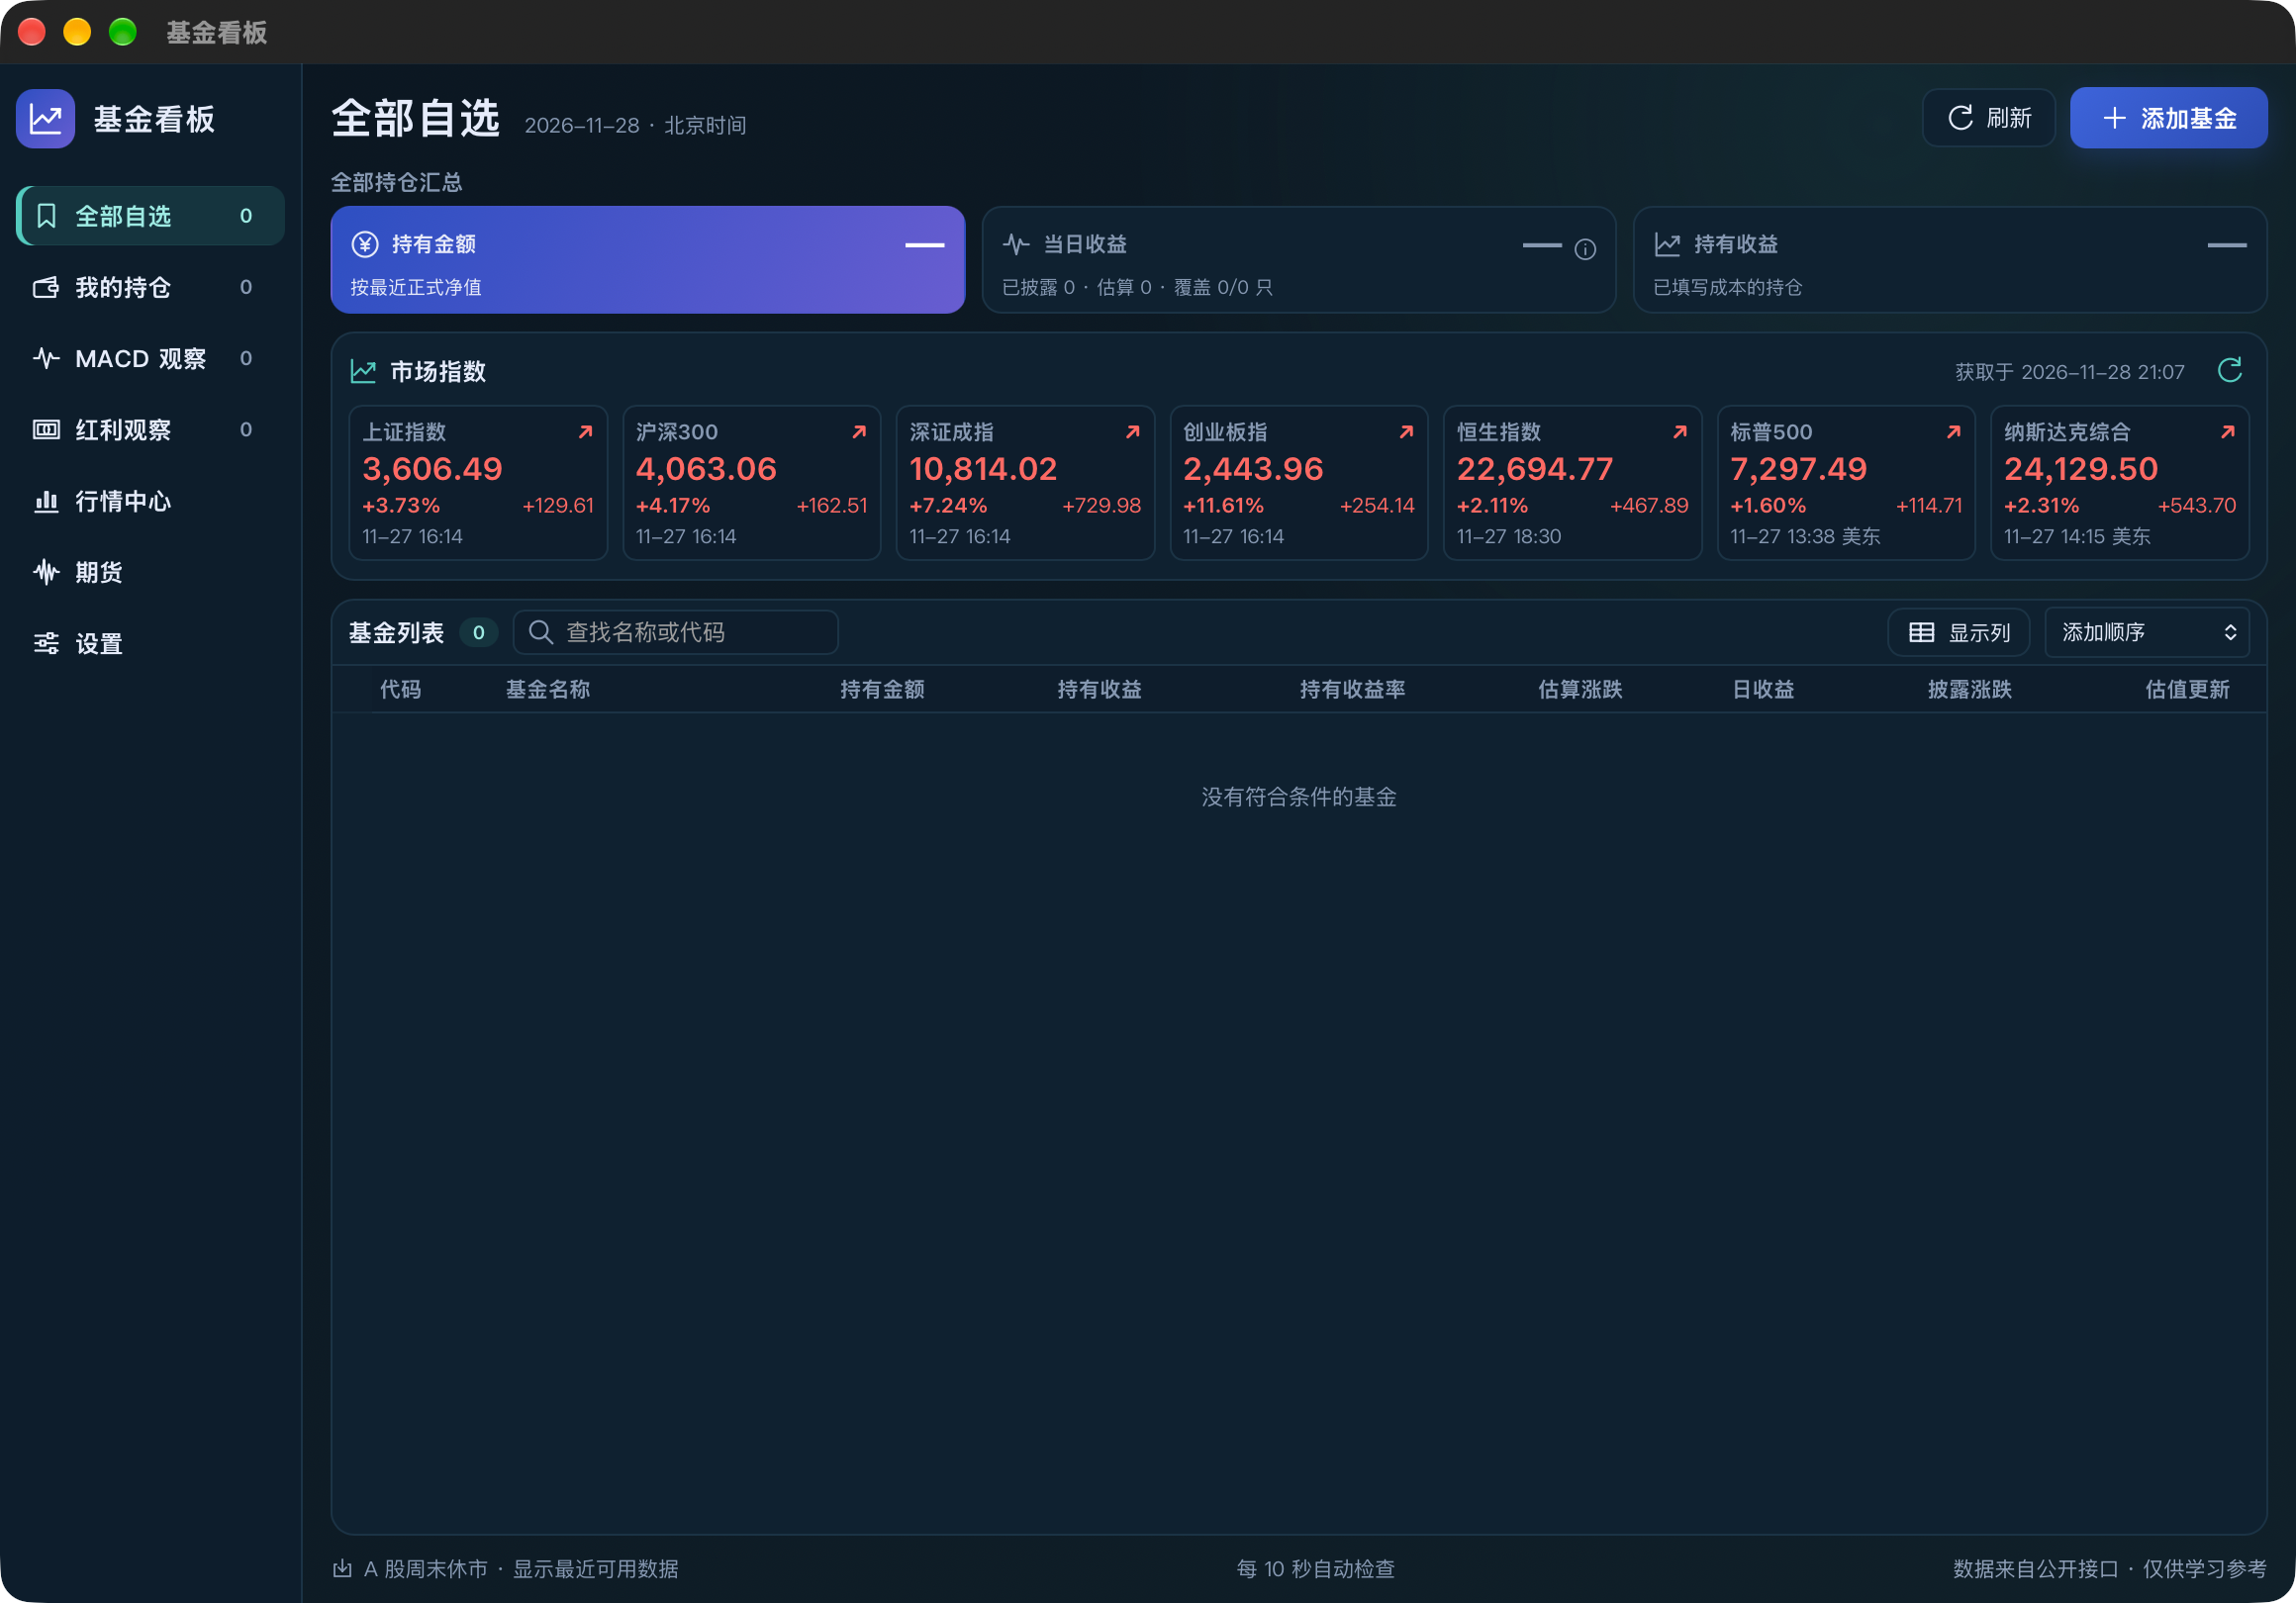 基金看板
基金看板
全部自选 0
我的持仓 0
MACD 观察 0
红利观察 0
行情中心
期货
设置
全部自选 2026-11-28 · 北京时间
刷新
添加基金
全部持仓汇总
持有金额 —
按最近正式净值
当日收益 —
已披露 0 · 估算 0 · 覆盖 0/0 只
持有收益 —
已填写成本的持仓
市场指数
获取于 2026-11-28 21:07
上证指数
3,606.49
+3.73% +129.61
11-27 16:14
沪深300
4,063.06
+4.17% +162.51
11-27 16:14
深证成指
10,814.02
+7.24% +729.98
11-27 16:14
创业板指
2,443.96
+11.61% +254.14
11-27 16:14
恒生指数
22,694.77
+2.11% +467.89
11-27 18:30
标普500
7,297.49
+1.60% +114.71
11-27 13:38 美东
纳斯达克综合
24,129.50
+2.31% +543.70
11-27 14:15 美东
基金列表 0 查找名称或代码 显示列 添加顺序
代码 基金名称 持有金额 持有收益 持有收益率 估算涨跌 日收益 披露涨跌 估值更新
没有符合条件的基金
A 股周末休市 · 显示最近可用数据
每 10 秒自动检查
数据来自公开接口 · 仅供学习参考